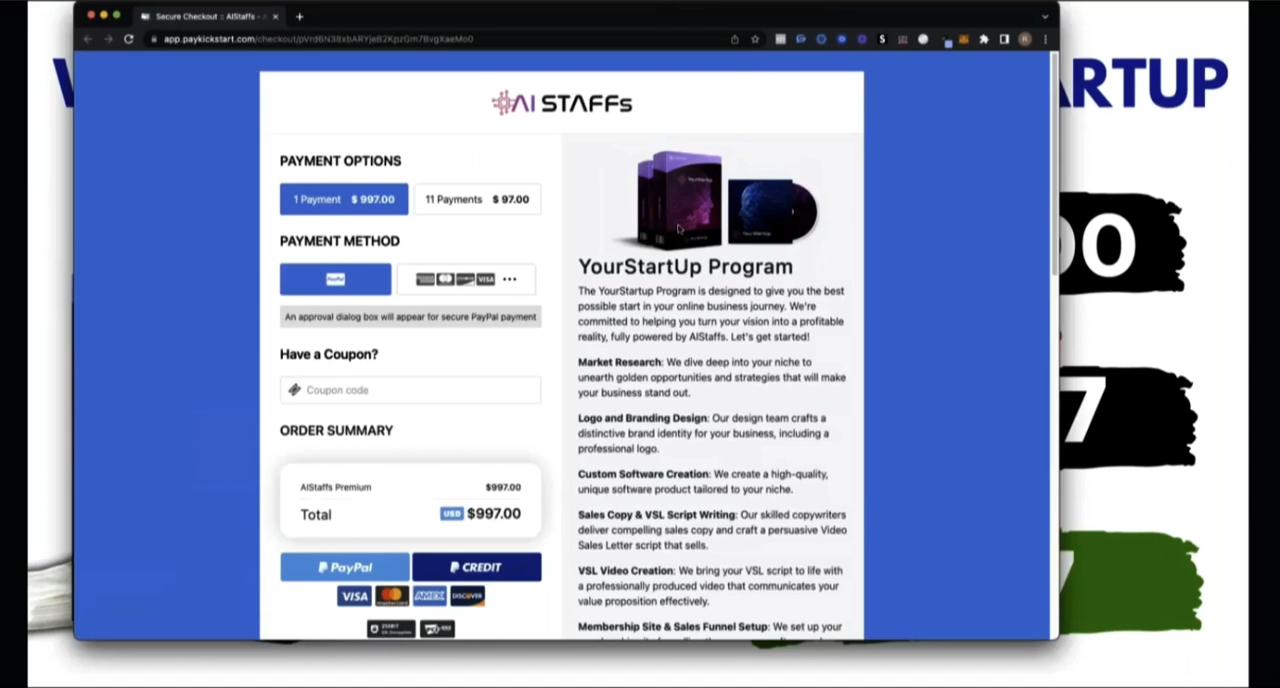 Secure Checkout :: AIStaffs -
app.paykickstart.com/checkout/pVrd6N38xbARYjeB2KpzGm7BvgXaeMo0
ARTUP
AI STAFFs
PAYMENT OPTIONS
1 Payment $ 997.00
11 Payments $ 97.00
PAYMENT METHOD
PayPal
VISA
An approval dialog box will appear for secure PayPal payment
Have a Coupon?
Coupon code
ORDER SUMMARY
AIStaffs Premium $997.00
Total USD $997.00
PayPal
CREDIT
VISA
AMEX
DISCOVER
YourStartUp Program
The YourStartup Program is designed to give you the best
possible start in your online business journey. We're
committed to helping you turn your vision into a profitable
reality, fully powered by AIStaffs. Let's get started!
Market Research: We dive deep into your niche to
unearth golden opportunities and strategies that will make
your business stand out.
Logo and Branding Design: Our design team crafts a
distinctive brand identity for your business, including a
professional logo.
Custom Software Creation: We create a high-quality,
unique software product tailored to your niche.
Sales Copy & VSL Script Writing: Our skilled copywriters
deliver compelling sales copy and craft a persuasive Video
Sales Letter script that sells.
VSL Video Creation: We bring your VSL script to life with
a professionally produced video that communicates your
value proposition effectively.
Membership Site & Sales Funnel Setup: We set up your
00
7
7